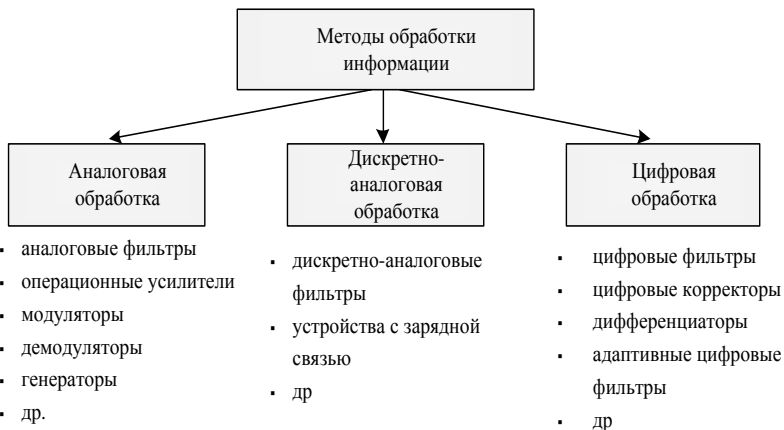 Методы обработки
информации
Аналоговая
обработка
▪ аналоговые фильтры
▪ операционные усилители
▪ модуляторы
▪ демодуляторы
▪ генераторы
▪ др.
Дискретно-
аналоговая
обработка
▪ дискретно-аналоговые
фильтры
▪ устройства с зарядной
связью
▪ др
Цифровая
обработка
▪ цифровые фильтры
▪ цифровые корректоры
▪ дифференциаторы
▪ адаптивные цифровые
фильтры
▪ др